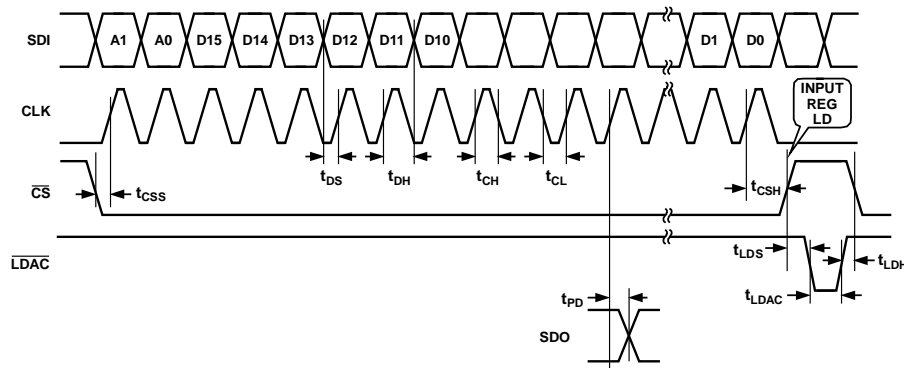 SDI A1 A0 D15 D14 D13 D12 D11 D10 D1 D0
CLK
INPUT
REG
LD
tDS tDH tCH tCL
CS tCSS tCSH
LDAC tLDS tLDH
tLDAC
tPD
SDO